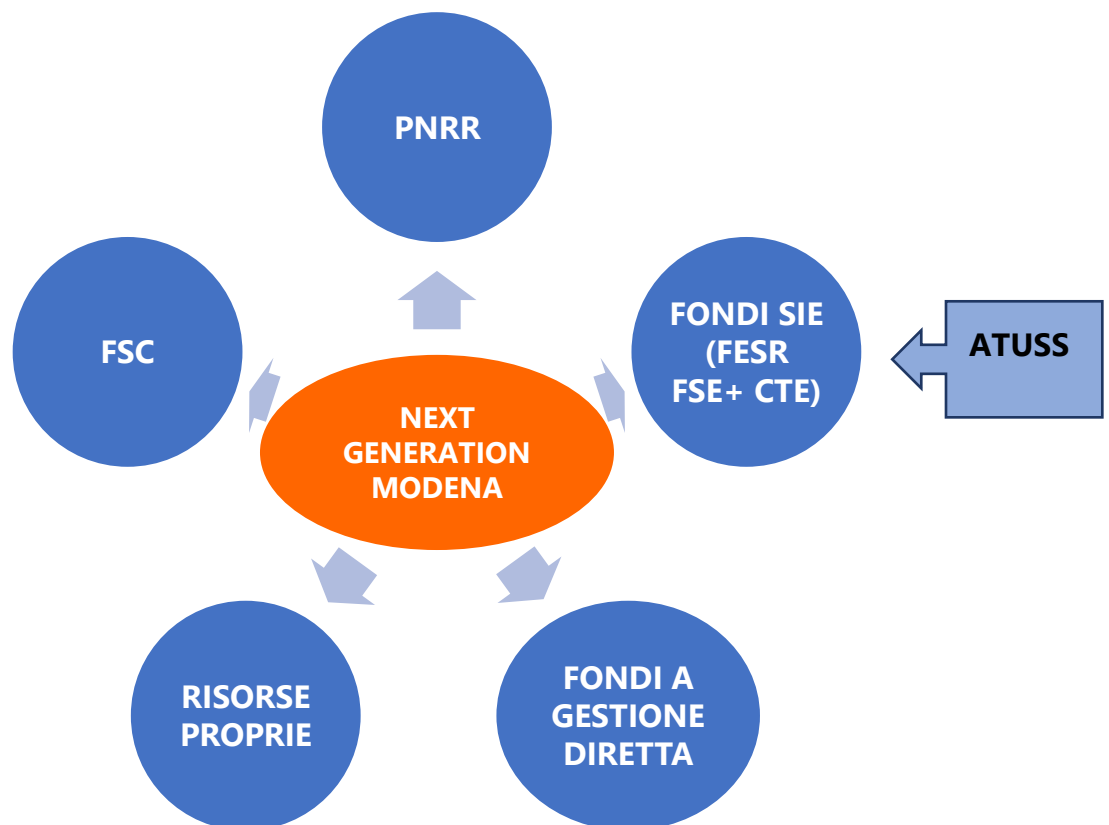 PNRR
FSC
FONDI SIE
(FESR
FSE+ CTE)
ATUSS
NEXT
GENERATION
MODENA
RISORSE
PROPRIE
FONDI A
GESTIONE
DIRETTA